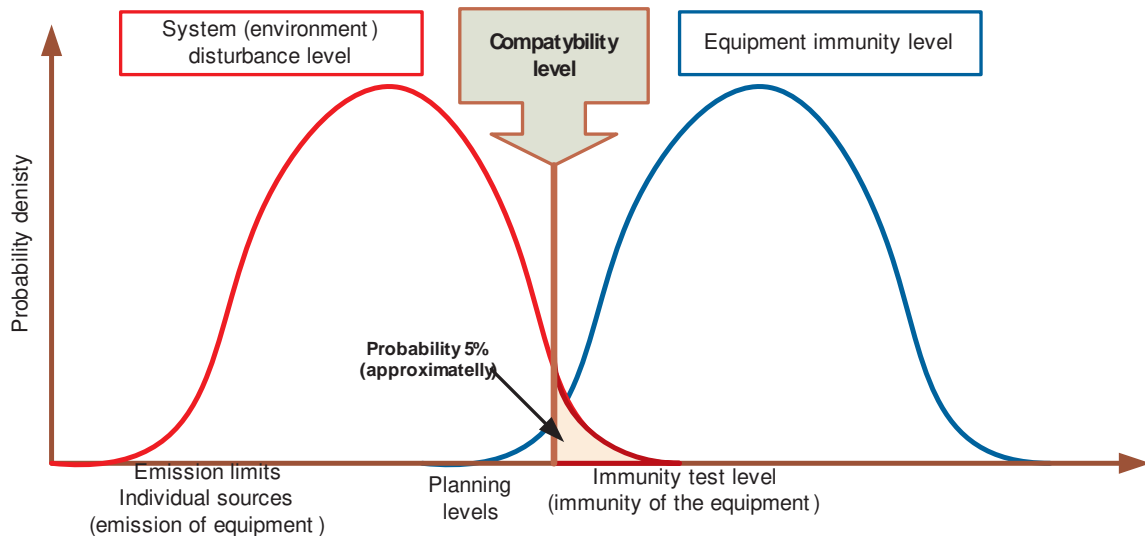 System (environment)
disturbance level
Compatybility
level
Equipment immunity level
Probability denisty
Probability 5%
(approximatelly)
Emission limits
Individual sources
(emission of equipment)
Planning
levels
Immunity test level
(immunity of the equipment)